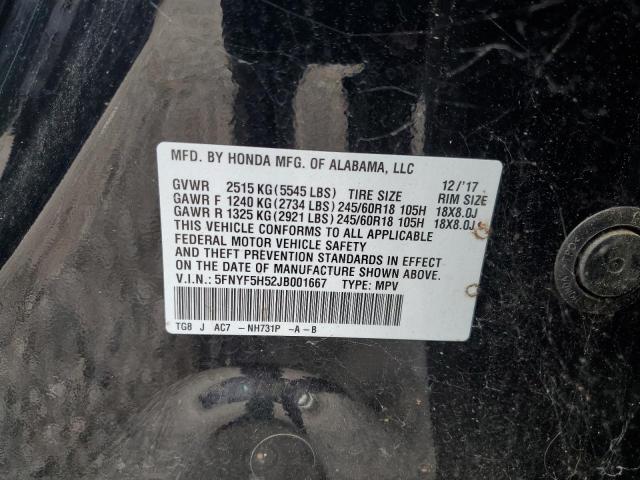 MFD. BY HONDA MFG. OF ALABAMA, LLC 12/'17
GVWR 2515 KG (5545 LBS) TIRE SIZE RIM SIZE
GAWR F 1240 KG (2734 LBS) 245/60R18 105H 18X8.0J
GAWR R 1325 KG (2921 LBS) 245/60R18 105H 18X8.0J
THIS VEHICLE CONFORMS TO ALL APPLICABLE
FEDERAL MOTOR VEHICLE SAFETY
AND THEFT PREVENTION STANDARDS IN EFFECT
ON THE DATE OF MANUFACTURE SHOWN ABOVE.
V.I.N.: 5FNYF5H52JB001667 TYPE: MPV
TG8 J AC7 -NH731P -A-B